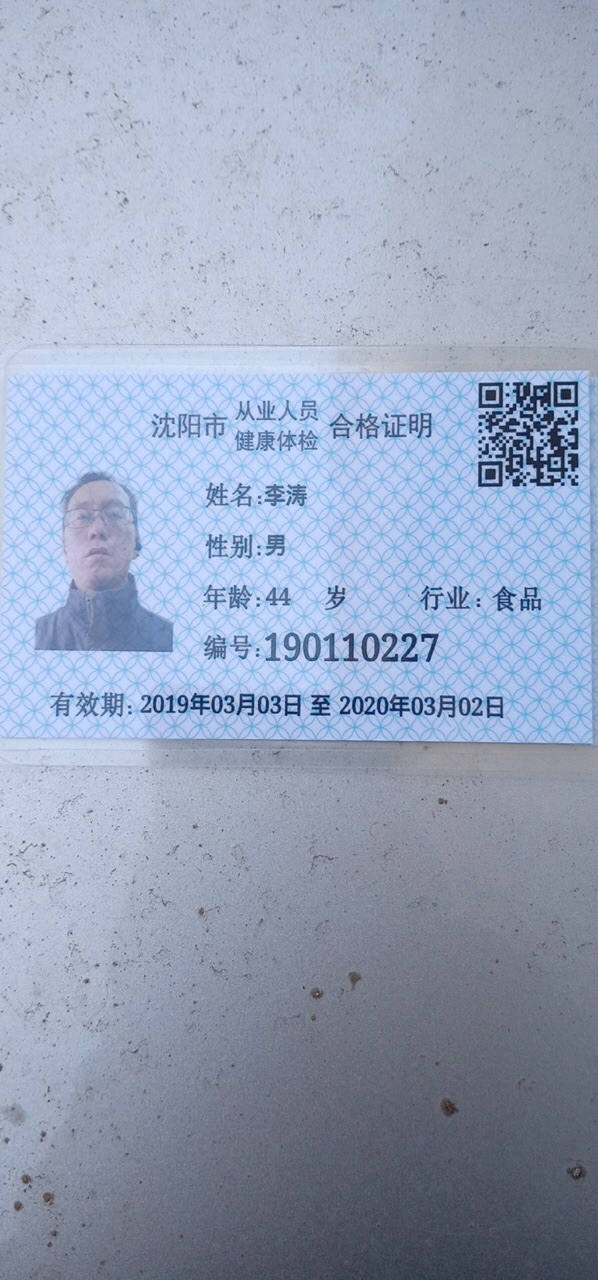 沈阳市 从业人员健康体检 合格证明
姓名:李涛
性别:男
年龄:44 岁 行业:食品
编号:190110227
有效期:2019年03月03日 至 2020年03月02日